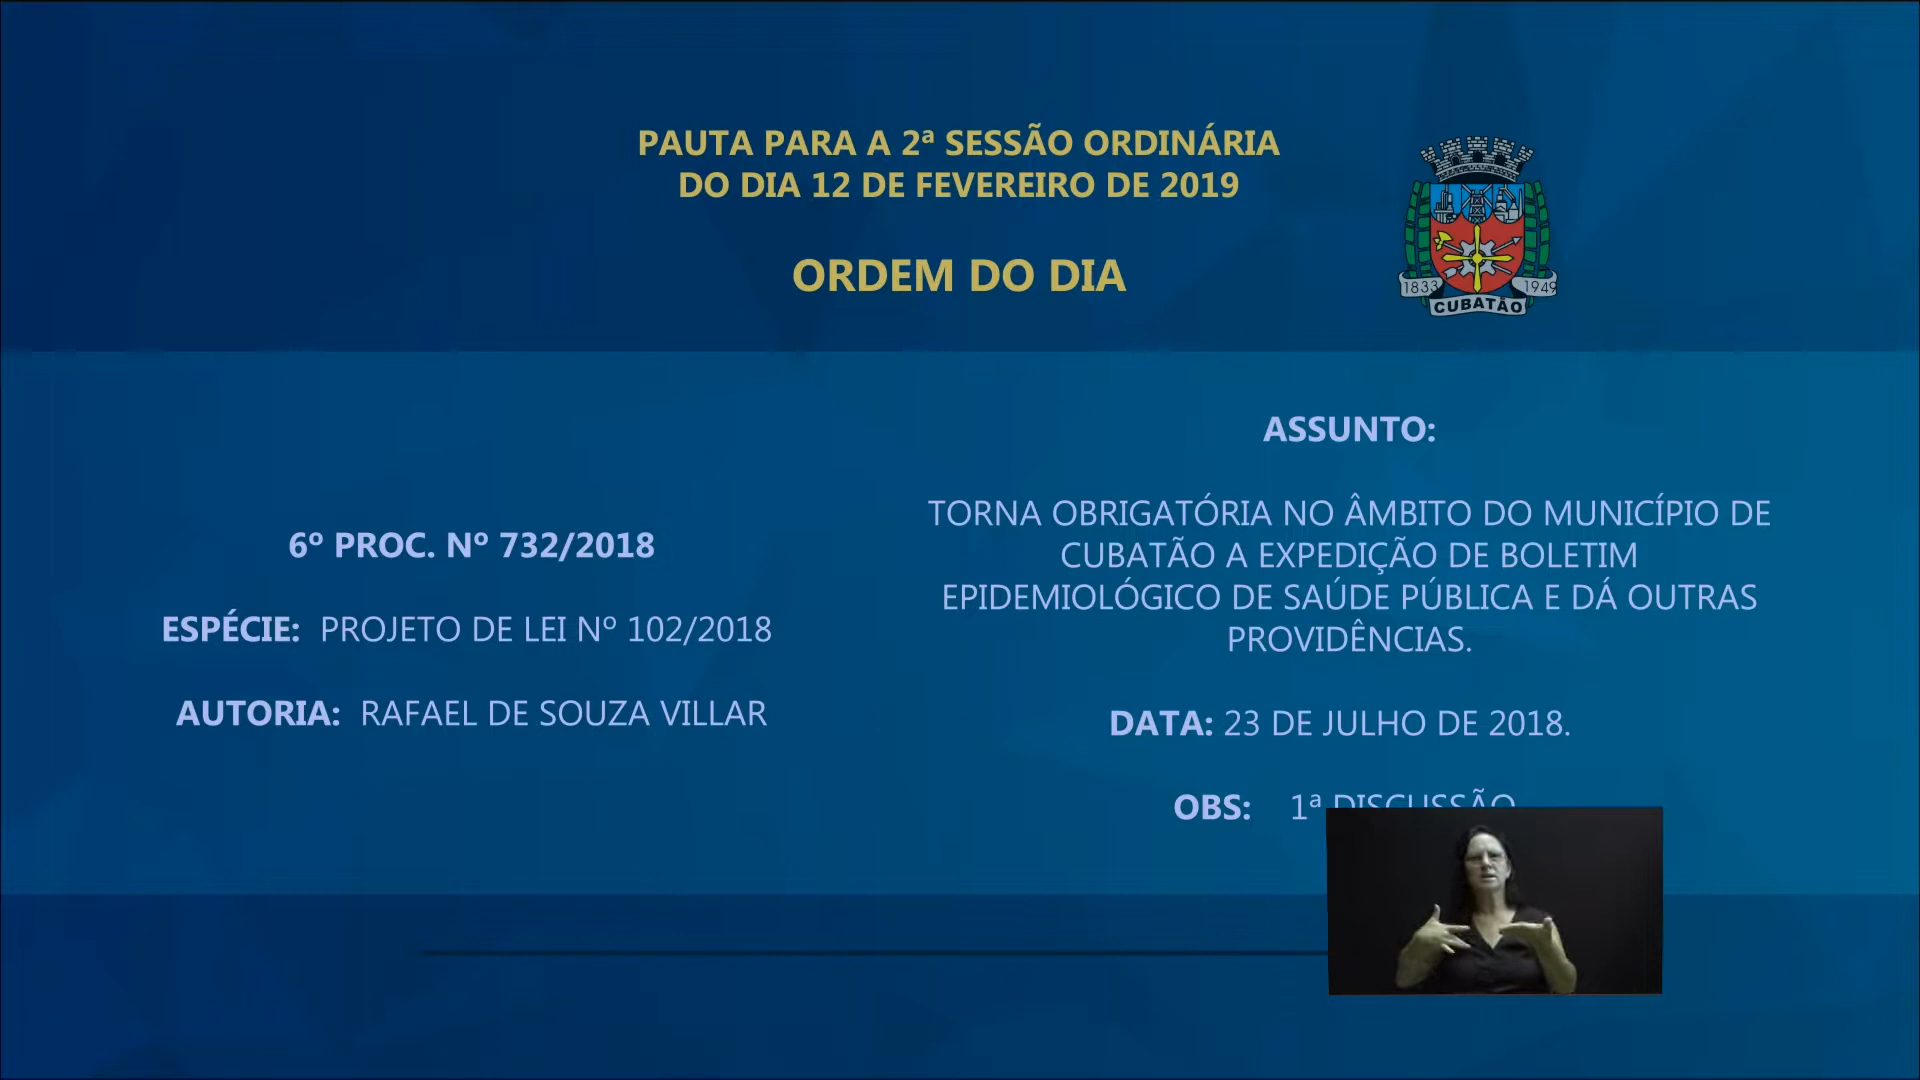 PAUTA PARA A 2ª SESSÃO ORDINÁRIA
DO DIA 12 DE FEVEREIRO DE 2019
ORDEM DO DIA
1833 1949
CUBATÃO
6º PROC. Nº 732/2018
ESPÉCIE: PROJETO DE LEI Nº 102/2018
AUTORIA: RAFAEL DE SOUZA VILLAR
ASSUNTO:
TORNA OBRIGATÓRIA NO ÂMBITO DO MUNICÍPIO DE
CUBATÃO A EXPEDIÇÃO DE BOLETIM
EPIDEMIOLÓGICO DE SAÚDE PÚBLICA E DÁ OUTRAS
PROVIDÊNCIAS.
DATA: 23 DE JULHO DE 2018.
OBS: 1ª DISCUSSÃO